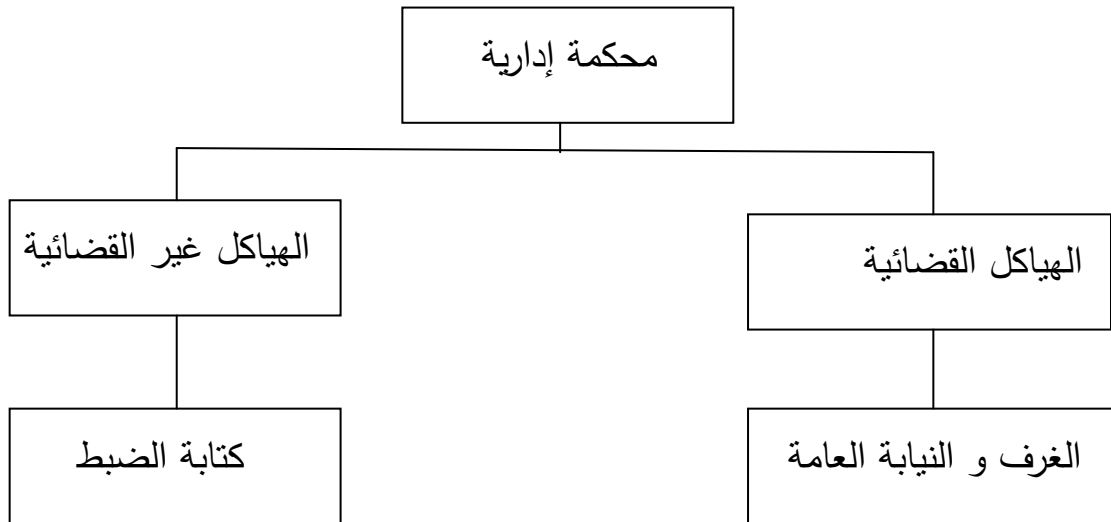 محكمة إدارية
الهياكل القضائية
الهياكل غير القضائية
الغرف و النيابة العامة
كتابة الضبط